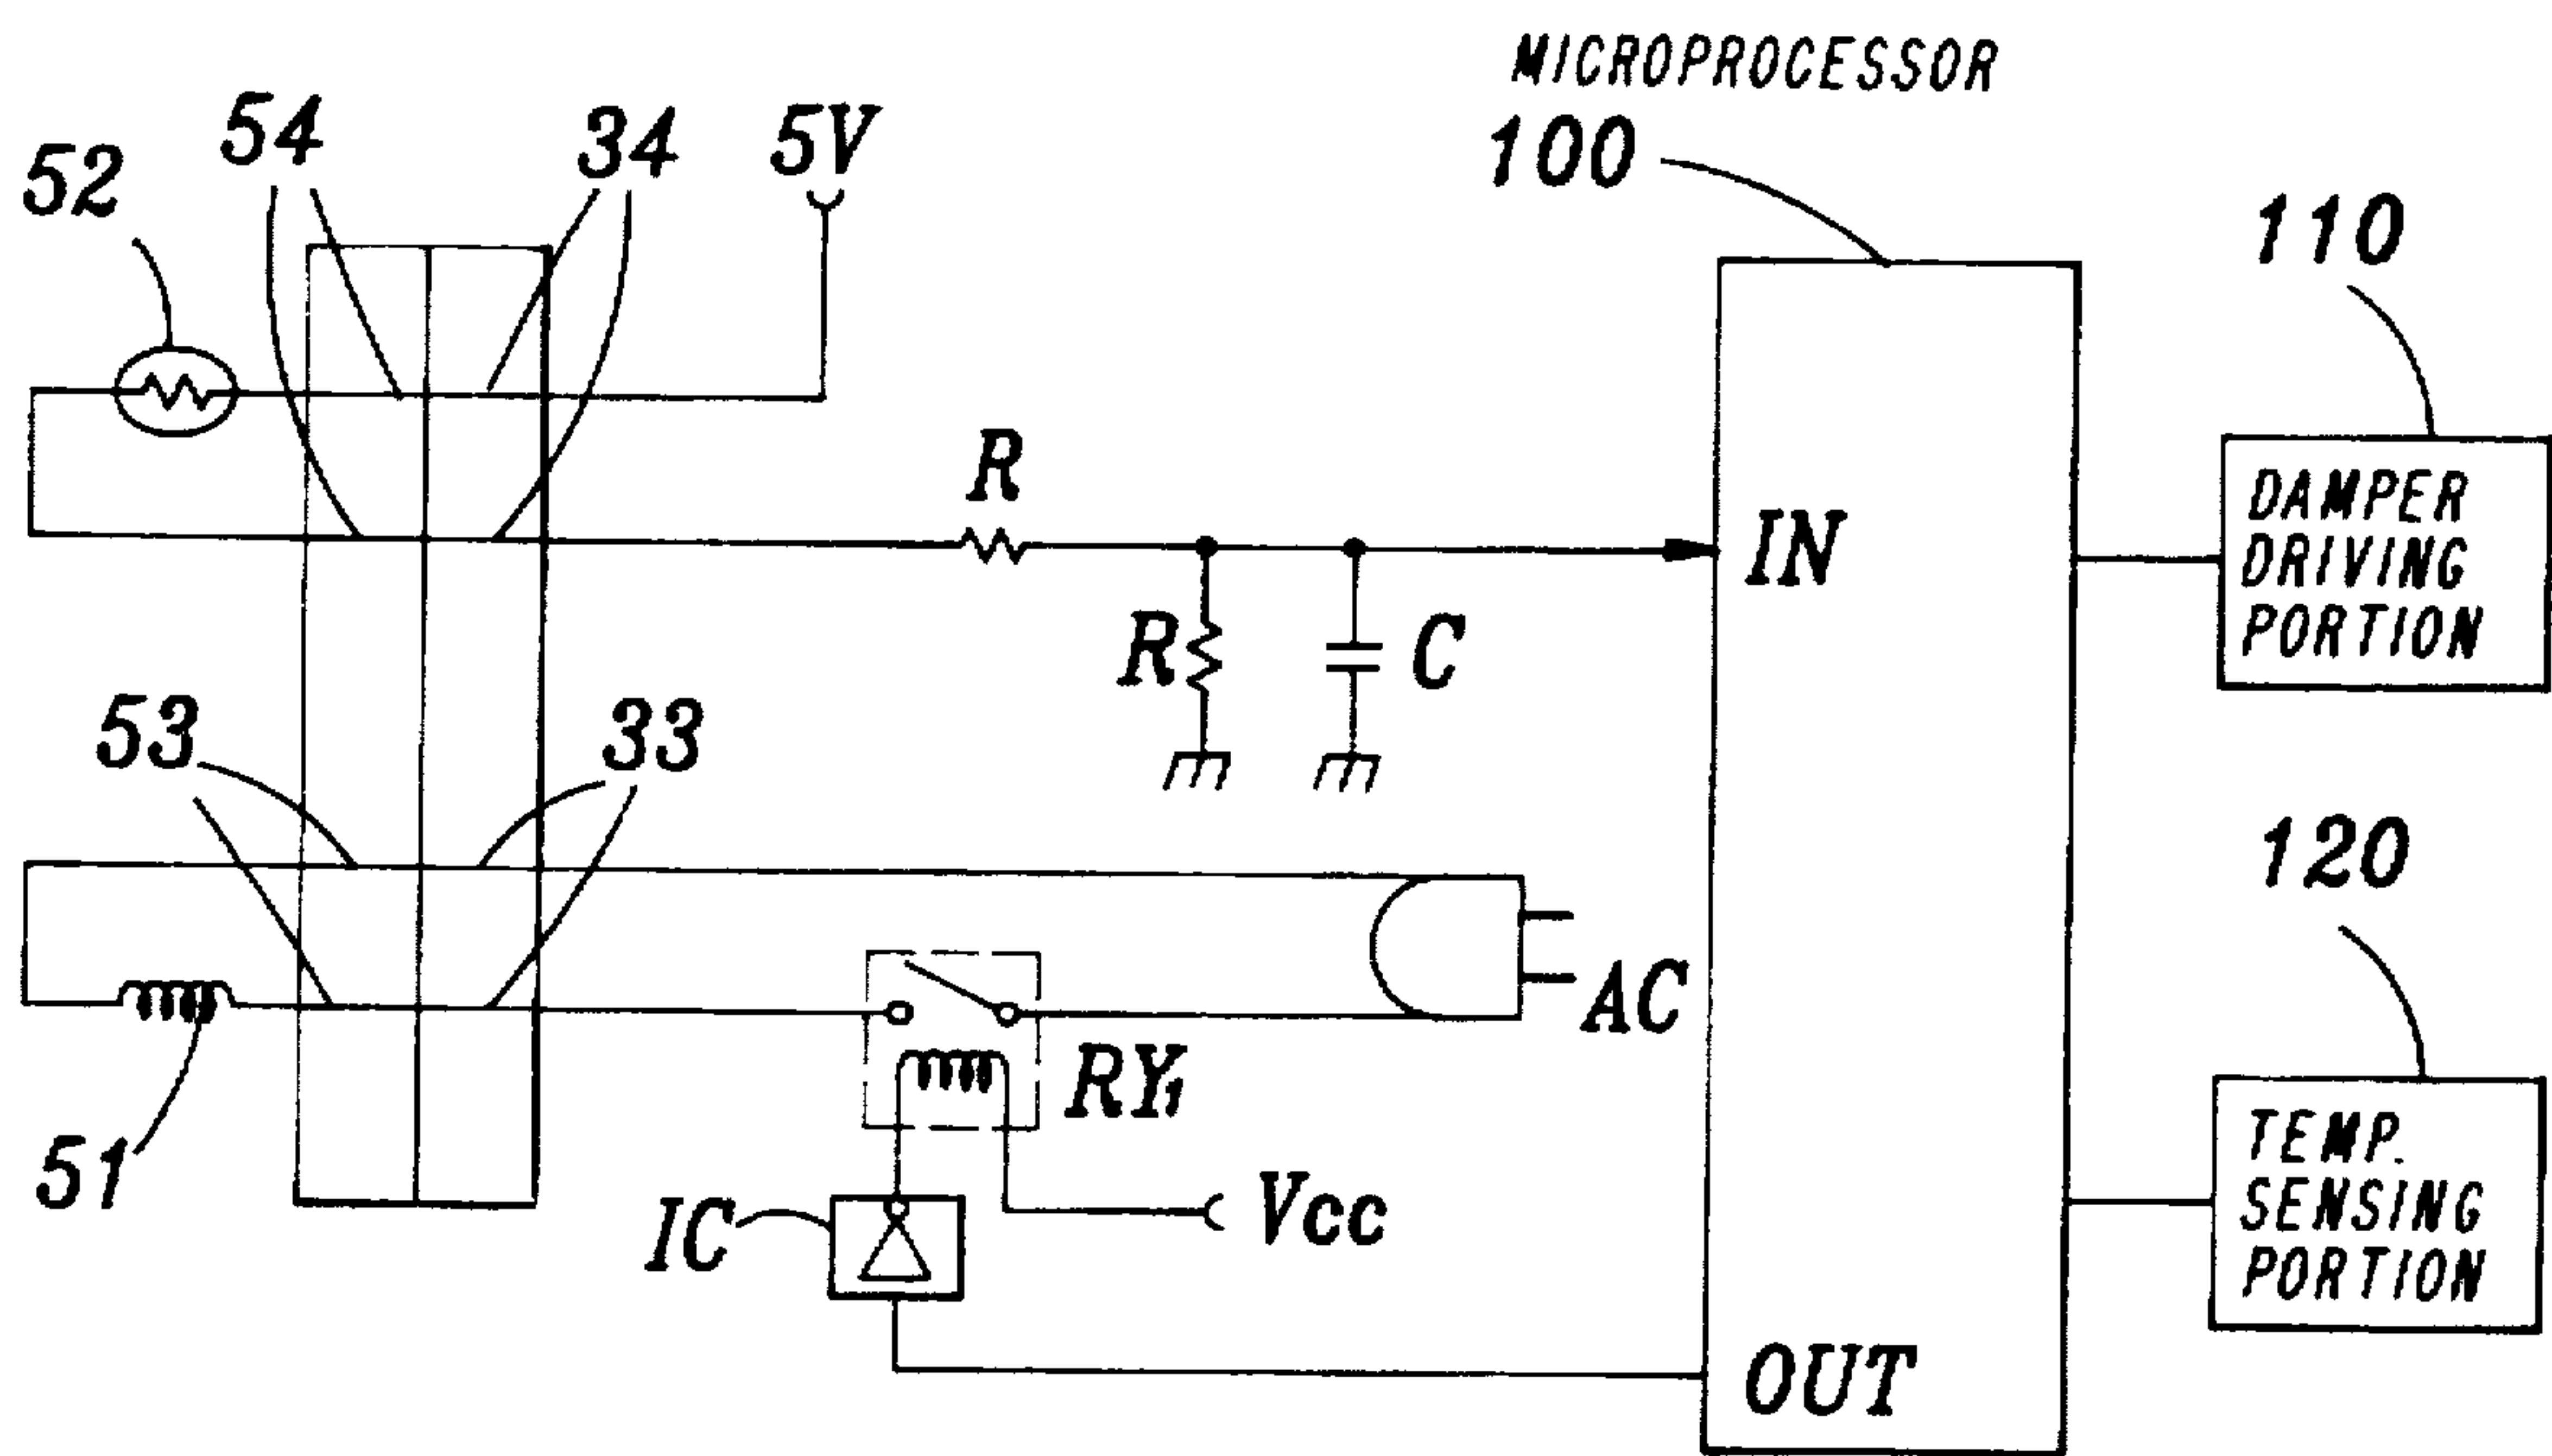 MICROPROCESSOR
100
52
54
34
5V
110
R
IN
DAMPER
DRIVING
PORTION
R
C
53
33
120
AC
RY1
51
IC
Vcc
TEMP.
SENSING
PORTION
OUT